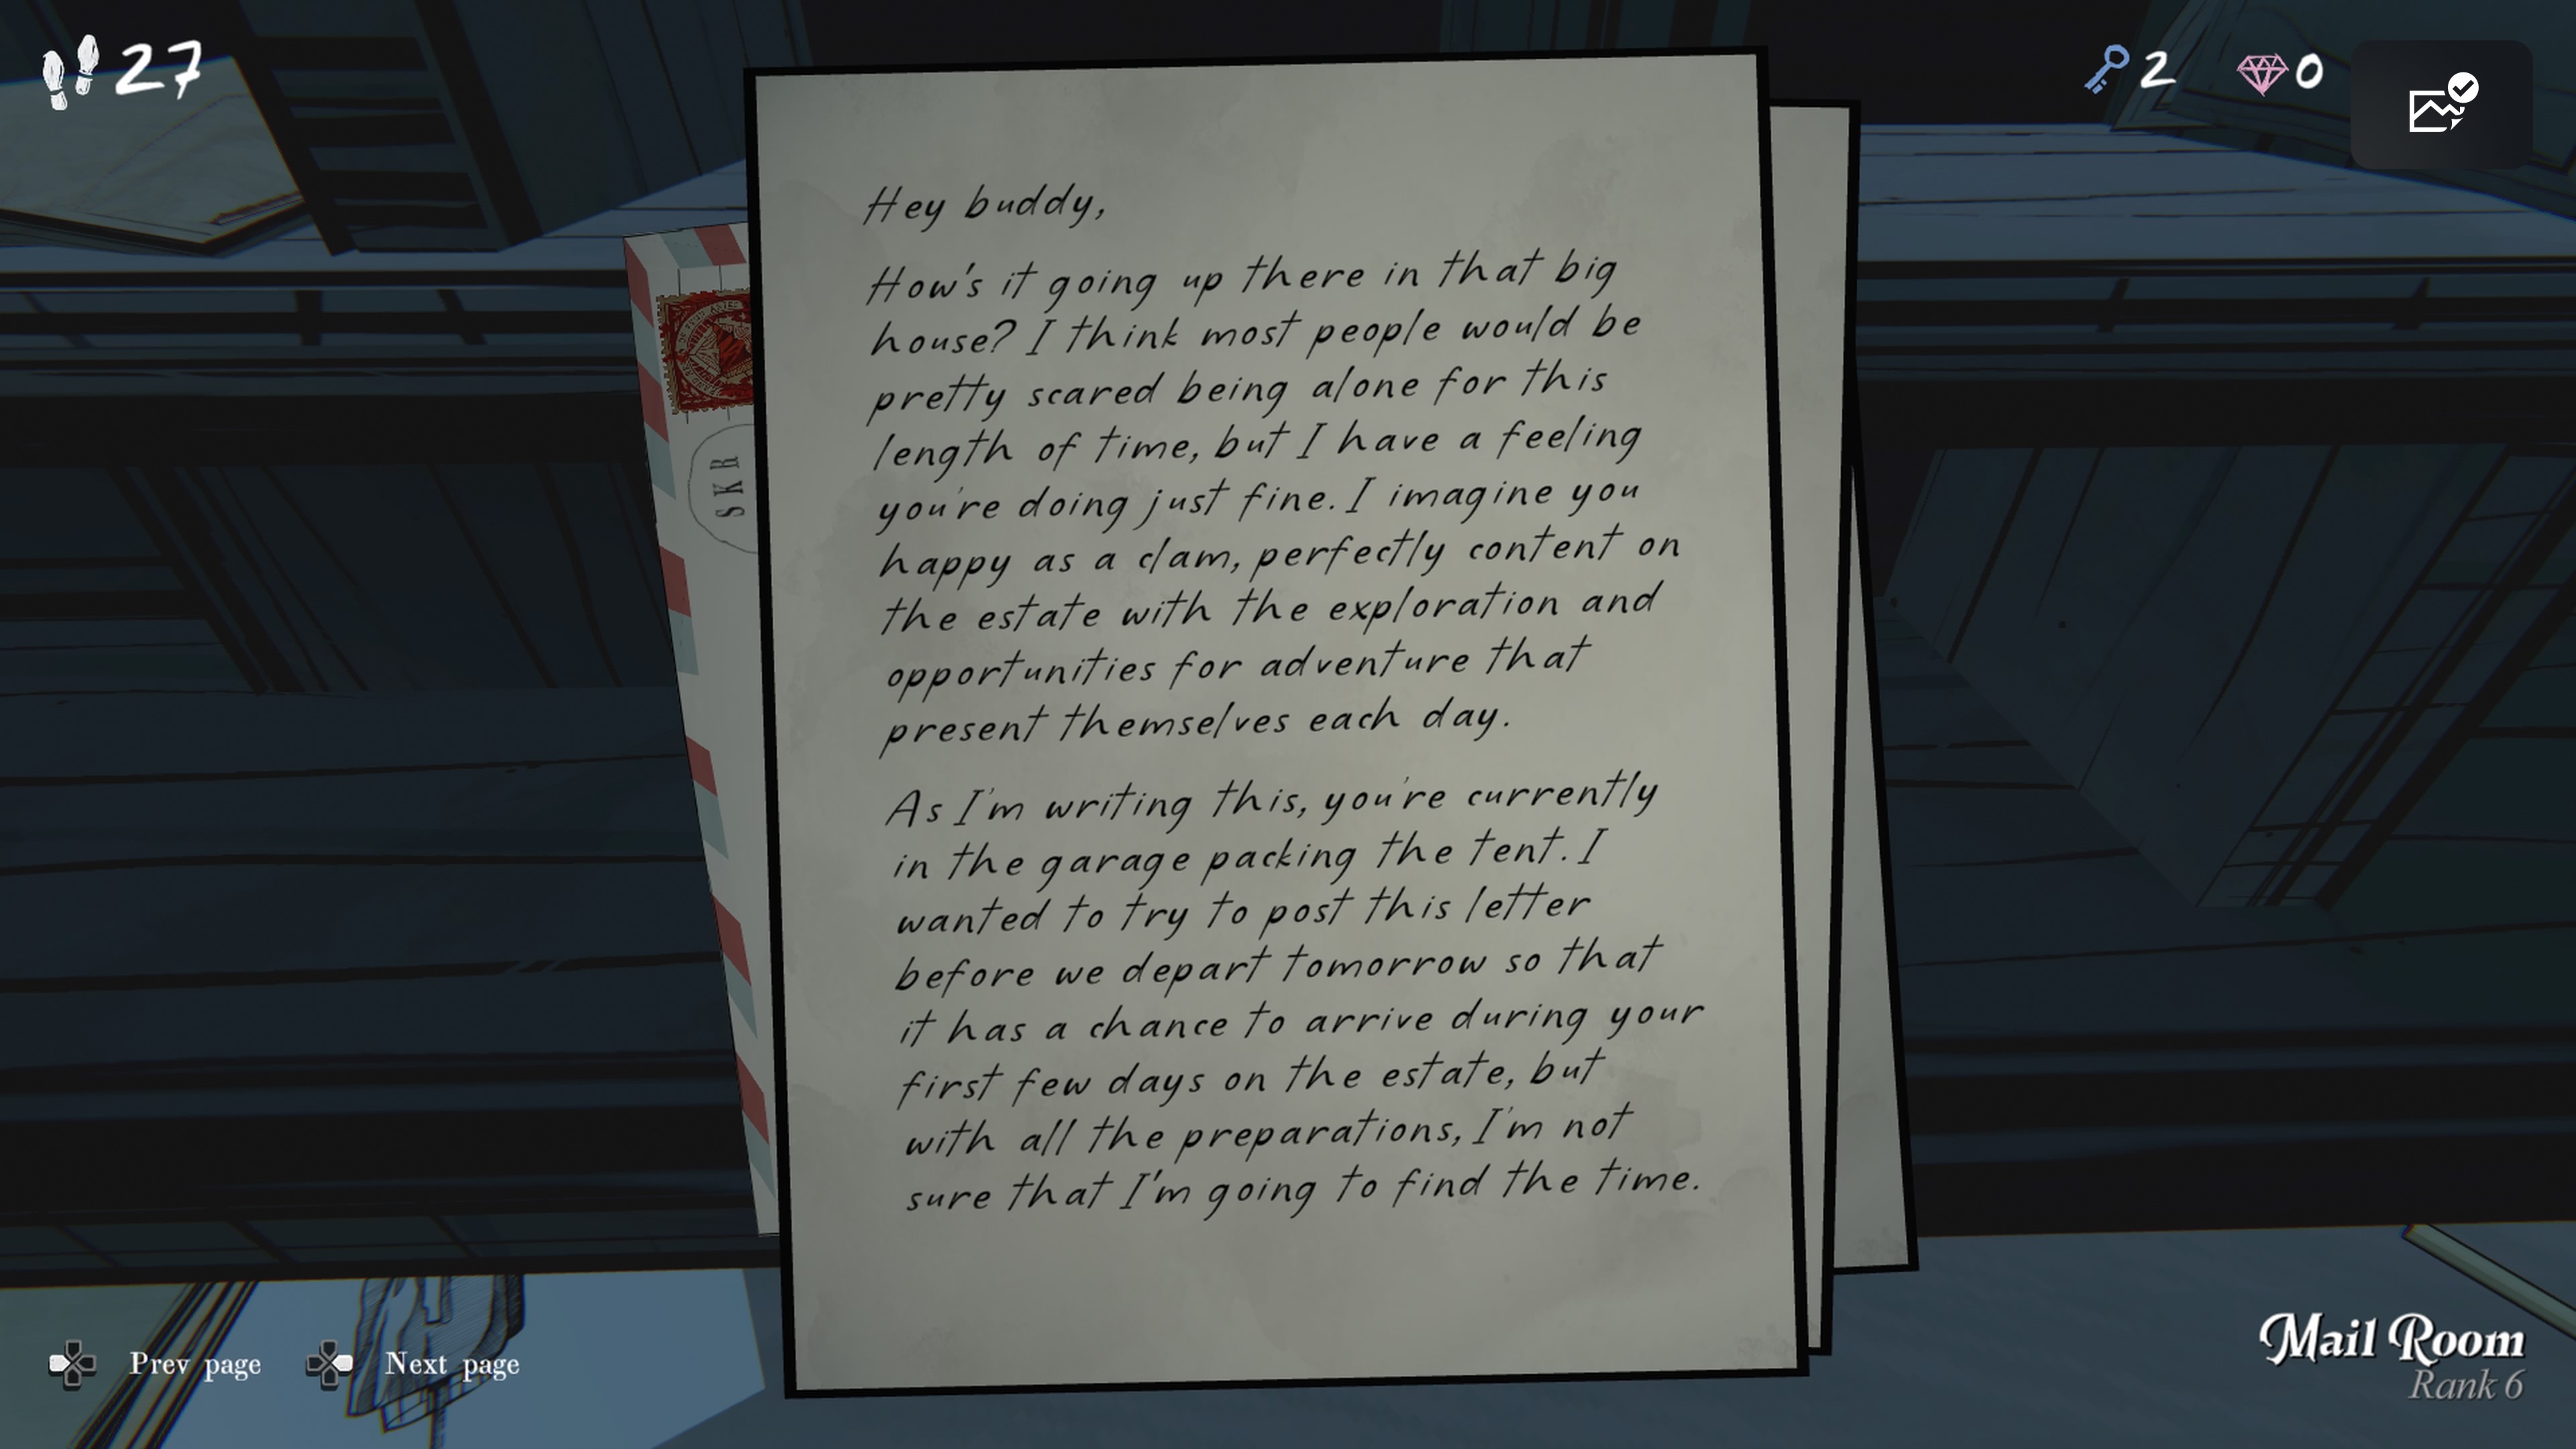 27
2
0
Hey buddy,
How's it going up there in that big
house? I think most people would be
pretty scared being alone for this
length of time, but I have a feeling
you're doing just fine. I imagine you
happy as a clam, perfectly content on
the estate with the exploration and
opportunities for adventure that
present themselves each day.
As I'm writing this, you're currently
in the garage packing the tent. I
wanted to try to post this letter
before we depart tomorrow so that
it has a chance to arrive during your
first few days on the estate, but
with all the preparations, I'm not
sure that I'm going to find the time.
SKR
Prev page
Next page
Mail Room
Rank 6